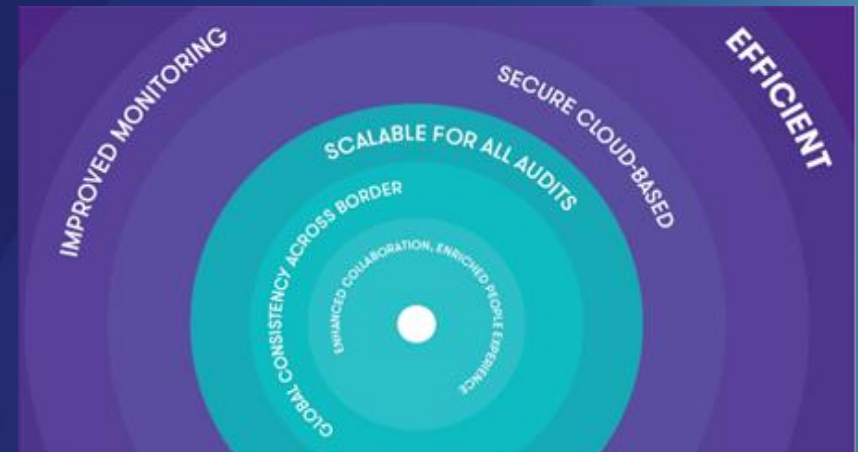 IMPROVED MONITORING
EFFICIENT
SECURE CLOUD-BASED
SCALABLE FOR ALL AUDITS
GLOBAL CONSISTENCY ACROSS BORDER
ENHANCED COLLABORATION, ENRICHED PEOPLE EXPERIENCE